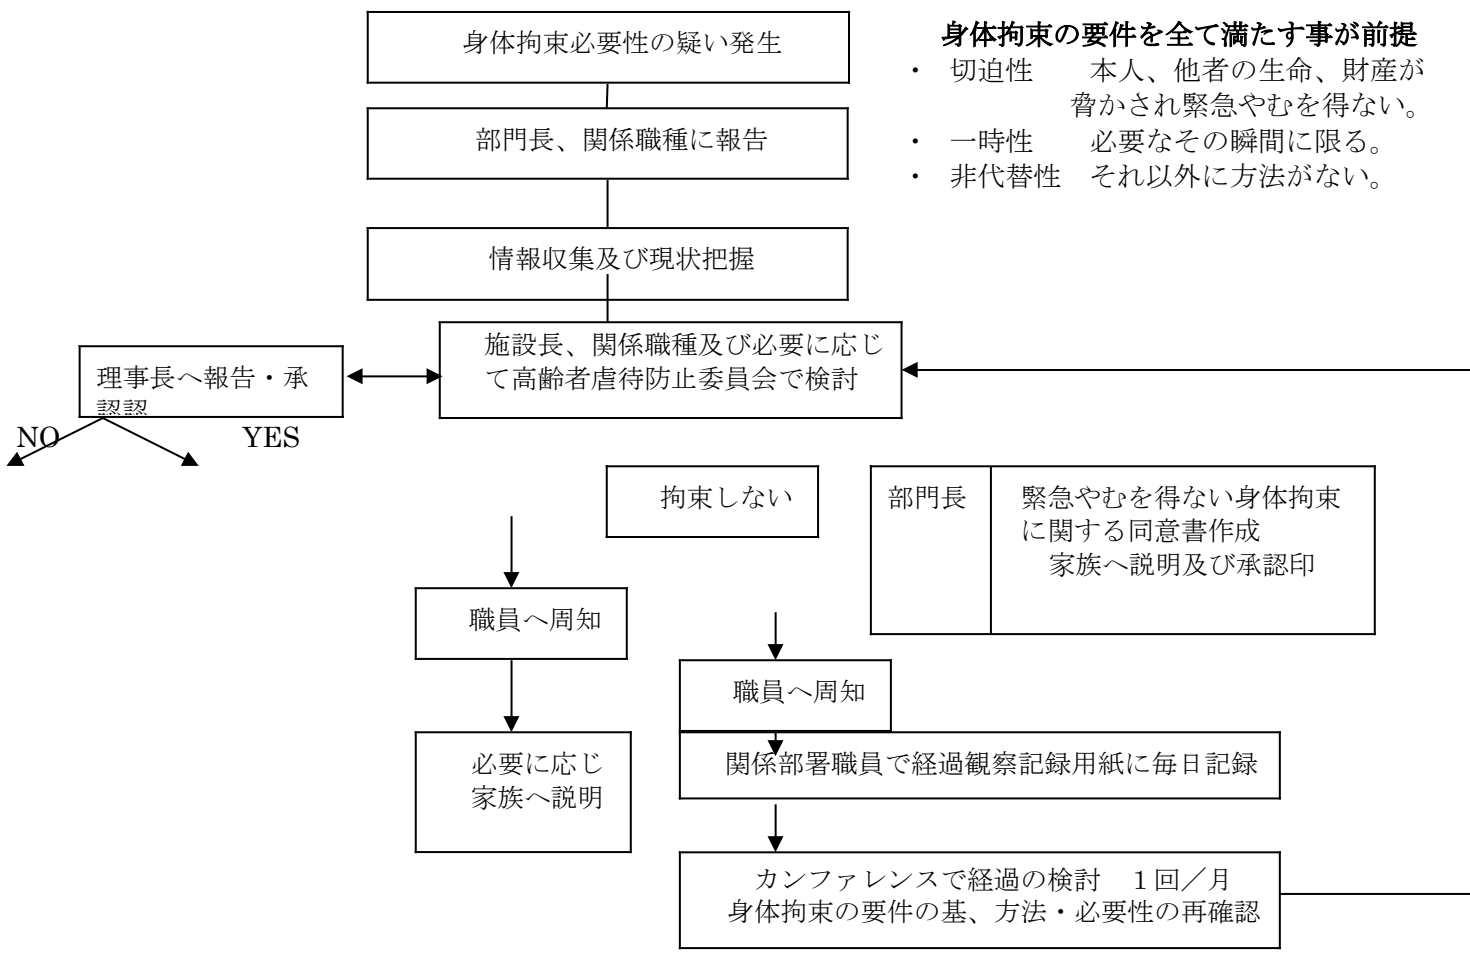 身体拘束必要性の疑い発生
身体拘束の要件を全て満たす事が前提
・ 切迫性　本人、他者の生命、財産が
脅かされ緊急やむを得ない。
・ 一時性　必要なその瞬間に限る。
・ 非代替性　それ以外に方法がない。
部門長、関係職種に報告
情報収集及び現状把握
施設長、関係職種及び必要に応じ
て高齢者虐待防止委員会で検討
理事長へ報告・承
認認
NO
YES
拘束しない
部門長
緊急やむを得ない身体拘束
に関する同意書作成
家族へ説明及び承認印
職員へ周知
職員へ周知
必要に応じ
家族へ説明
関係部署職員で経過観察記録用紙に毎日記録
カンファレンスで経過の検討　１回／月
身体拘束の要件の基、方法・必要性の再確認